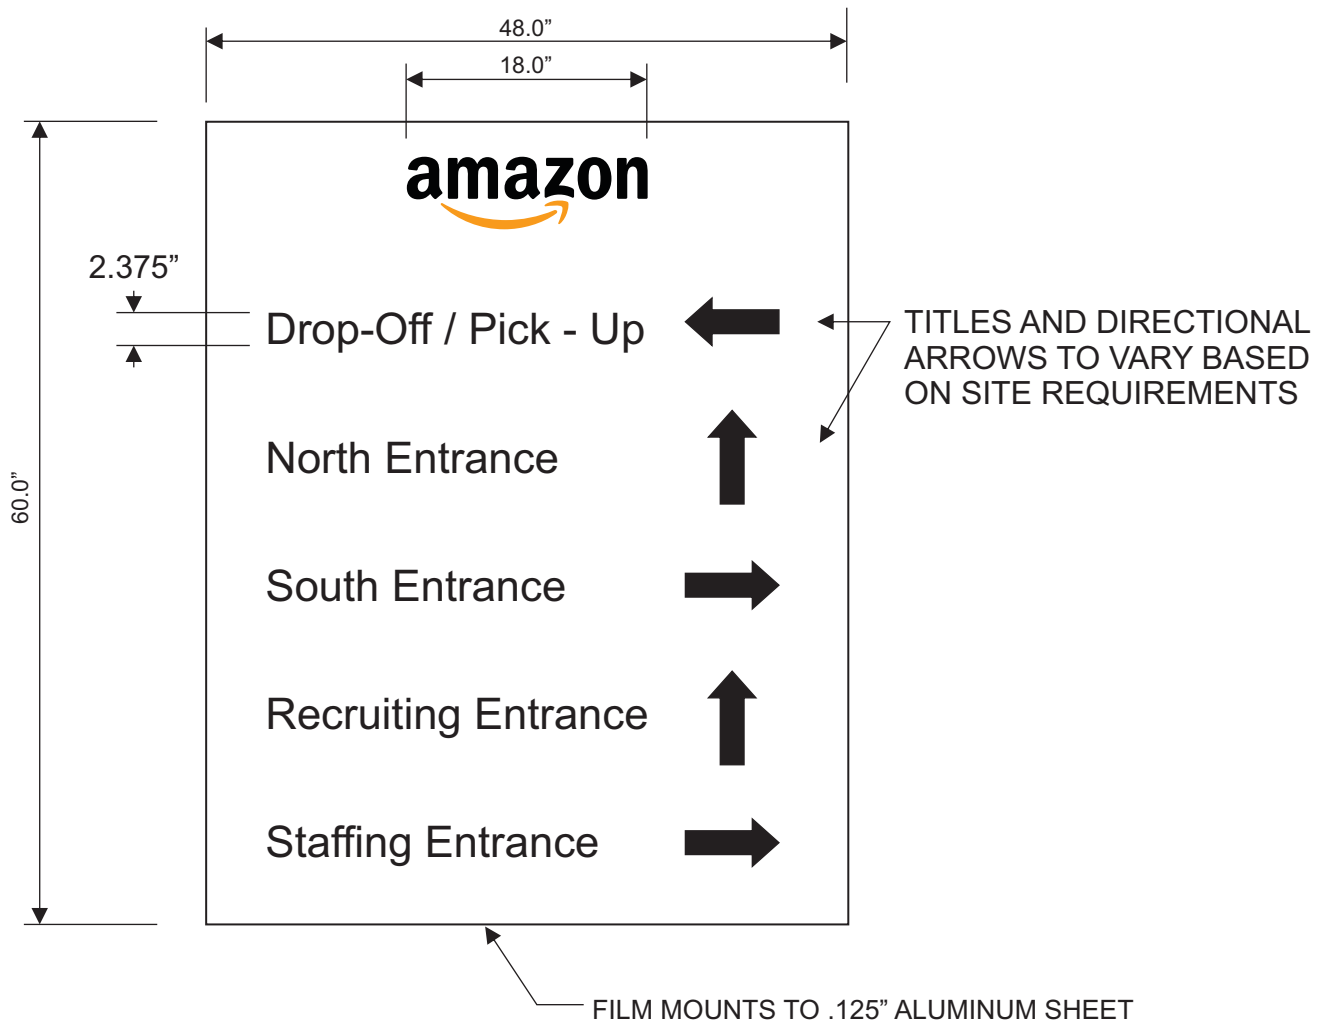 48.0”
18.0”
amazon
2.375”
Drop-Off / Pick - Up
TITLES AND DIRECTIONAL
ARROWS TO VARY BASED
ON SITE REQUIREMENTS
North Entrance
60.0”
South Entrance
Recruiting Entrance
Staffing Entrance
FILM MOUNTS TO .125” ALUMINUM SHEET